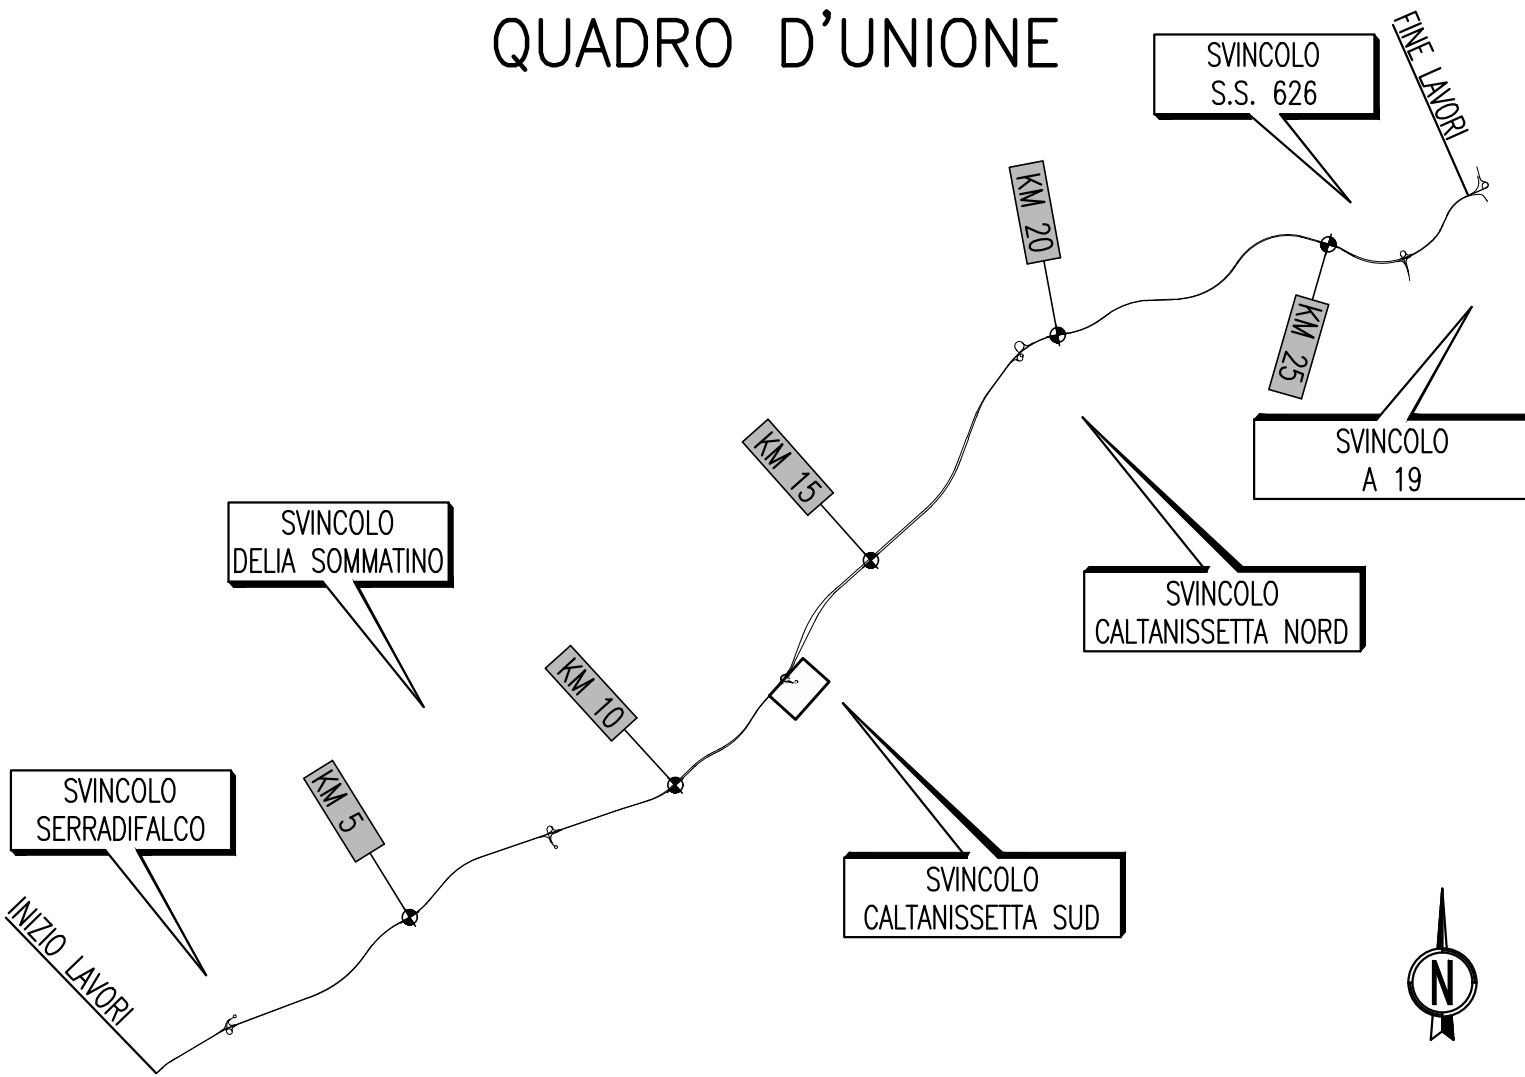 QUADRO D'UNIONE
SVINCOLO
S.S. 626
FINE LAVORI
KM 20
KM 25
SVINCOLO
A 19
KM 15
SVINCOLO
DELIA SOMMATINO
SVINCOLO
CALTANISSETTA NORD
KM 10
KM 5
SVINCOLO
SERRADIFALCO
SVINCOLO
CALTANISSETTA SUD
INIZIO LAVORI
N